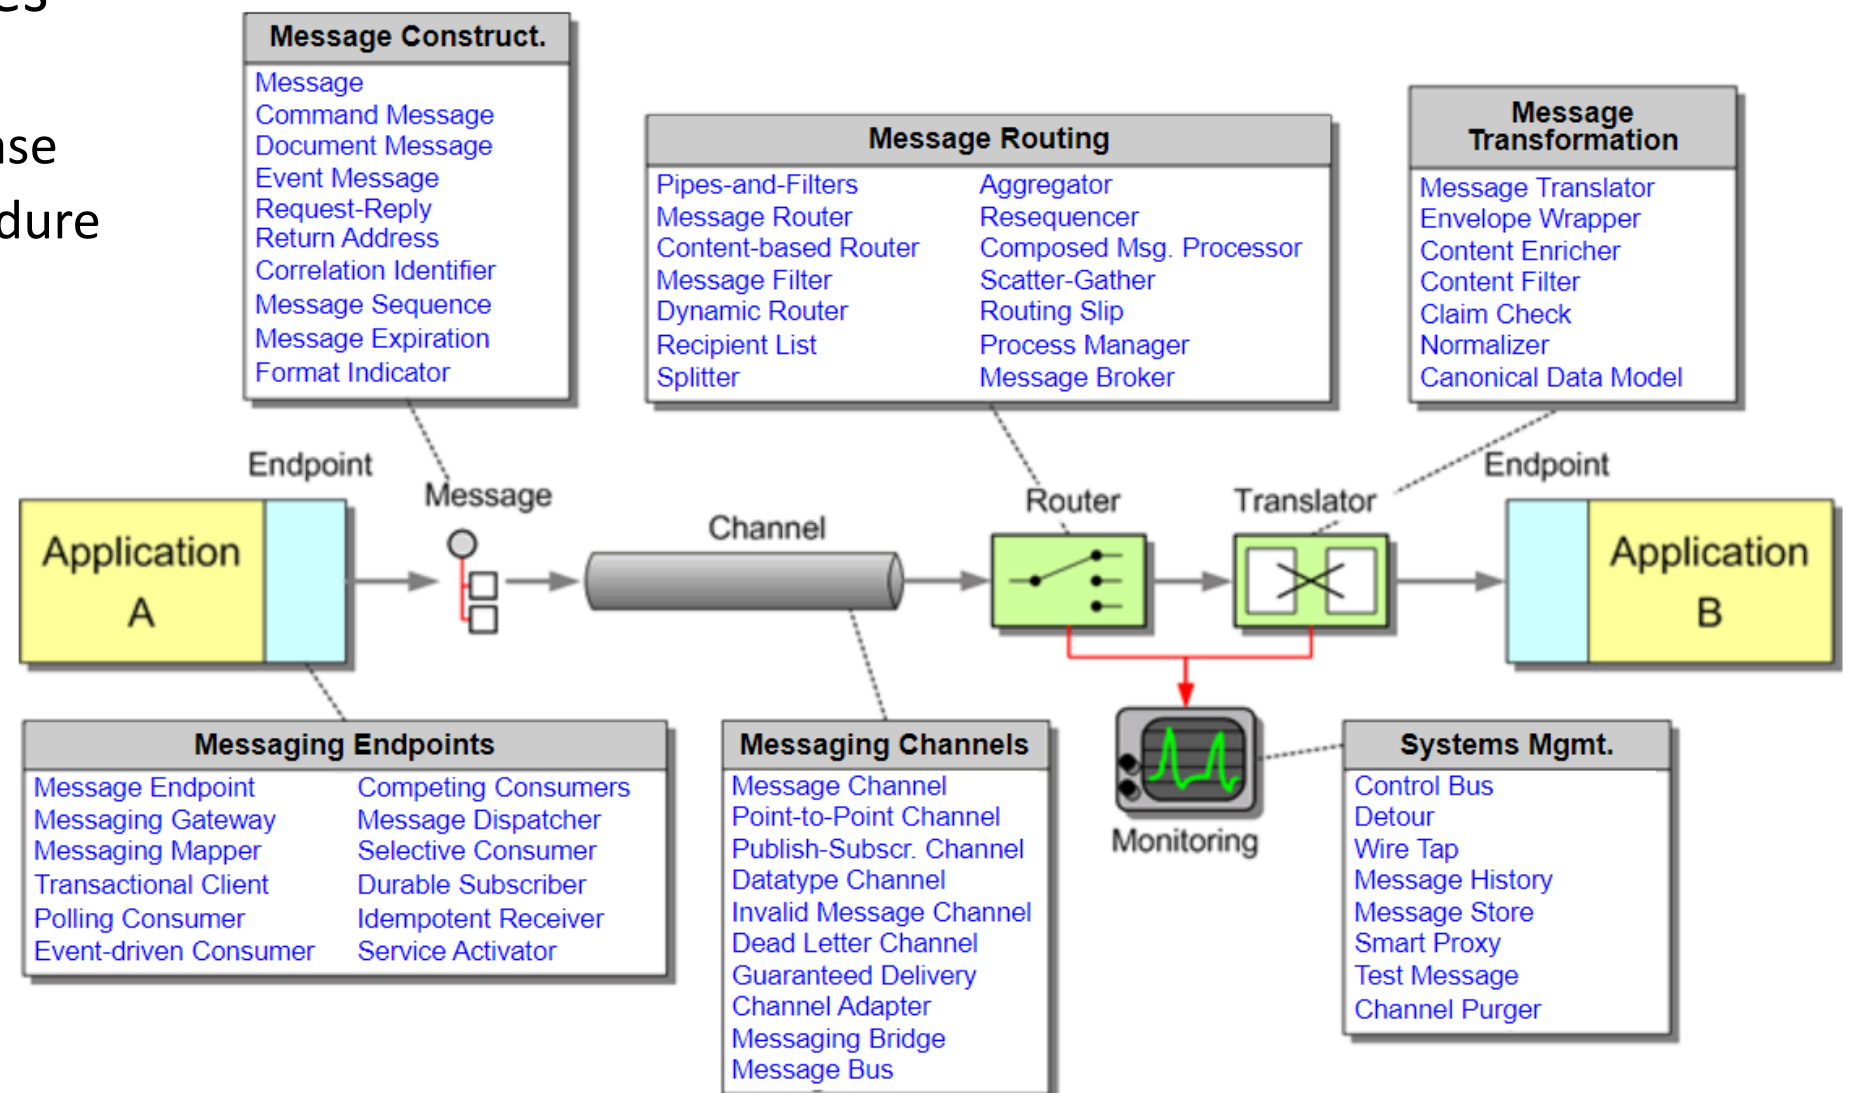 es
Message Construct.
Message
Command Message
Document Message
Event Message
Request-Reply
Return Address
Correlation Identifier
Message Sequence
Message Expiration
Format Indicator
nse
dure
Message Routing
Pipes-and-Filters
Message Router
Content-based Router
Message Filter
Dynamic Router
Recipient List
Splitter
Aggregator
Resequencer
Composed Msg. Processor
Scatter-Gather
Routing Slip
Process Manager
Message Broker
Message
Transformation
Message Translator
Envelope Wrapper
Content Enricher
Content Filter
Claim Check
Normalizer
Canonical Data Model
Endpoint
Message
Channel
Router
Translator
Endpoint
Application
A
Application
B
Messaging Endpoints
Message Endpoint
Messaging Gateway
Messaging Mapper
Transactional Client
Polling Consumer
Event-driven Consumer
Competing Consumers
Message Dispatcher
Selective Consumer
Durable Subscriber
Idempotent Receiver
Service Activator
Messaging Channels
Message Channel
Point-to-Point Channel
Publish-Subscr. Channel
Datatype Channel
Invalid Message Channel
Dead Letter Channel
Guaranteed Delivery
Channel Adapter
Messaging Bridge
Message Bus
Monitoring
Systems Mgmt.
Control Bus
Detour
Wire Tap
Message History
Message Store
Smart Proxy
Test Message
Channel Purger